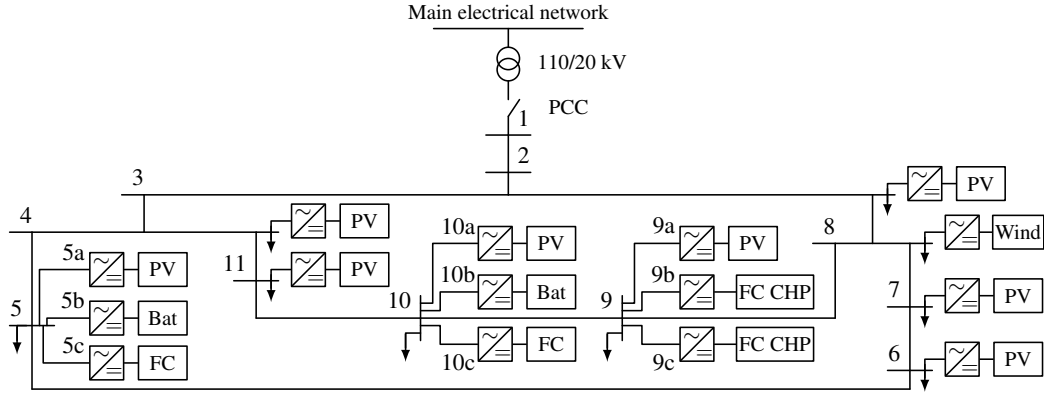 Main electrical network
110/20 kV
PCC
1
2
3
PV
4
PV
10a
PV
9a
PV
8
Wind
5a
PV
11
PV
10b
Bat
9b
FC CHP
7
PV
5
5b
Bat
10
9
5c
FC
10c
FC
9c
FC CHP
6
PV